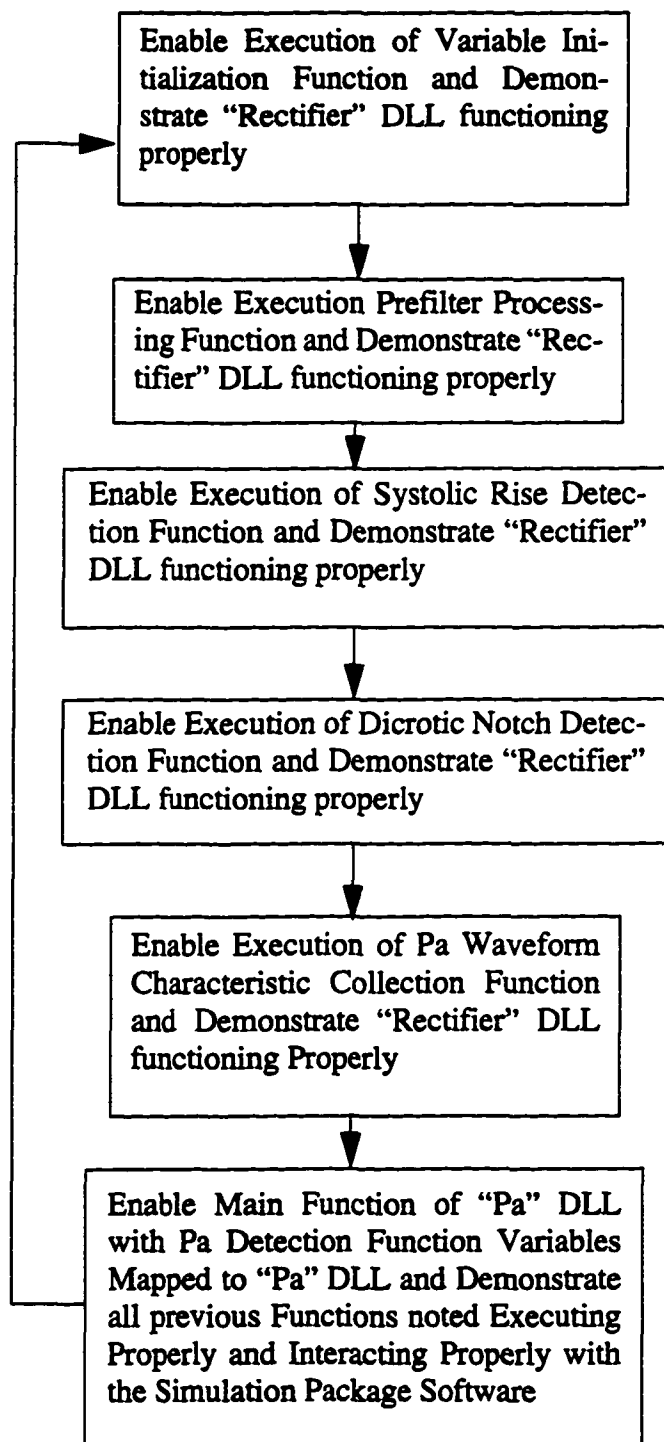 Enable Execution of Variable Ini-
tialization Function and Demon-
strate “Rectifier” DLL functioning
properly
Enable Execution Prefilter Process-
ing Function and Demonstrate “Rec-
tifier” DLL functioning properly
Enable Execution of Systolic Rise Detec-
tion Function and Demonstrate “Rectifier”
DLL functioning properly
Enable Execution of Dicrotic Notch Detec-
tion Function and Demonstrate “Rectifier”
DLL functioning properly
Enable Execution of Pa Waveform
Characteristic Collection Function
and Demonstrate “Rectifier” DLL
functioning Properly
Enable Main Function of “Pa” DLL
with Pa Detection Function Variables
Mapped to “Pa” DLL and Demonstrate
all previous Functions noted Executing
Properly and Interacting Properly with
the Simulation Package Software